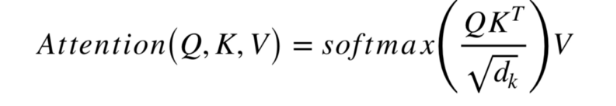 Attention(Q, K, V) = softmax(QK^T / √d_k)V